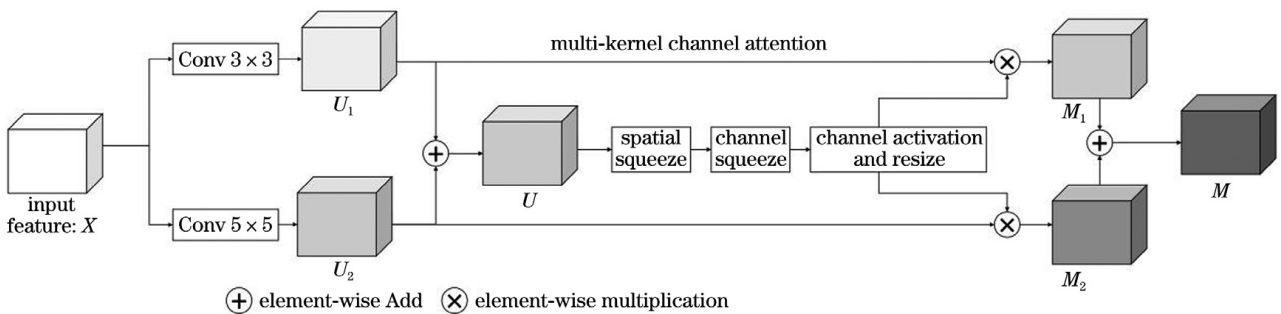 multi-kernel channel attention
Conv 3 × 3
U1
M1
input
feature: X
U
spatial
squeeze
channel
squeeze
channel activation
and resize
M
Conv 5 × 5
U2
M2
element-wise Add
element-wise multiplication